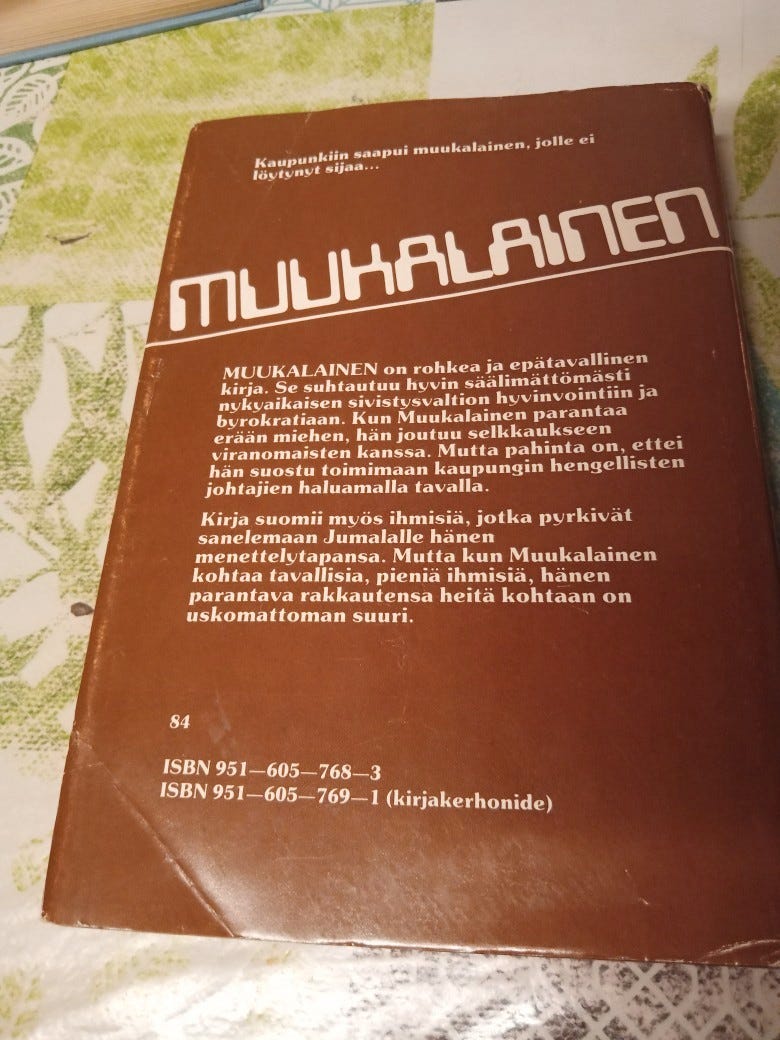 Kaupunkiin saapui muukalainen, jolle ei
löytynyt sijaa...
MUUKALAINEN
MUUKALAINEN on rohkea ja epätavallinen
kirja. Se suhtautuu hyvin säälimättömästi
nykyaikaisen sivistysvaltion hyvinvointiin ja
byrokratiaan. Kun Muukalainen parantaa
erään miehen, hän joutuu selkkaukseen
viranomaisten kanssa. Mutta pahinta on, ettei
hän suostu toimimaan kaupungin hengellisten
johtajien haluamalla tavalla.
Kirja suomii myös ihmisiä, jotka pyrkivät
sanelemaan Jumalalle hänen
menettelytapansa. Mutta kun Muukalainen
kohtaa tavallisia, pieniä ihmisiä, hänen
parantava rakkautensa heitä kohtaan on
uskomattoman suuri.
84
ISBN 951—605—768—3
ISBN 951—605—769—1 (kirjakerhonide)